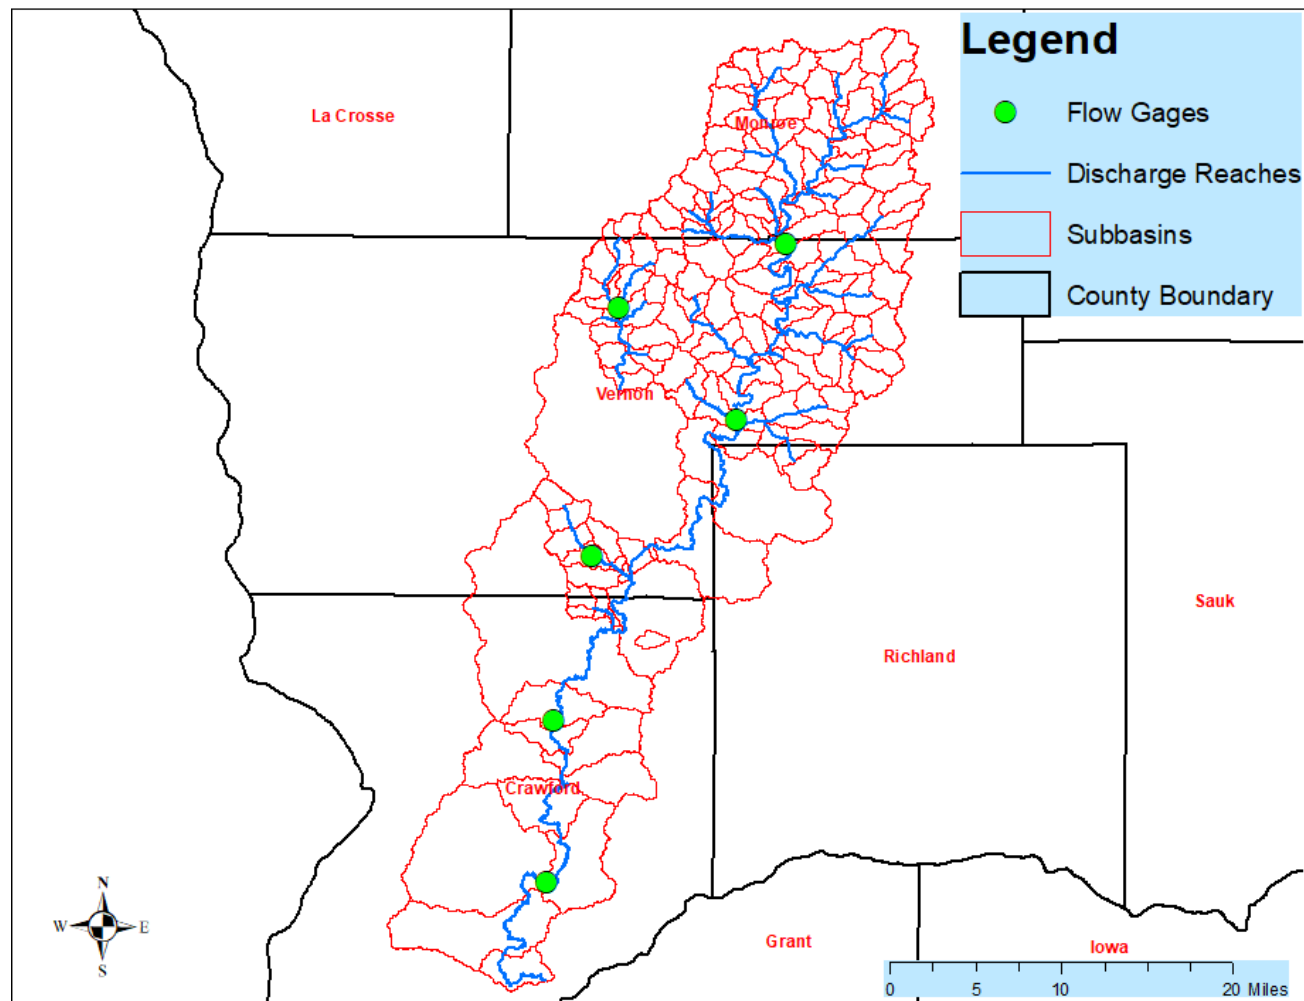 Legend
Flow Gages
Discharge Reaches
Subbasins
County Boundary
La Crosse
Monroe
Vernon
Sauk
Richland
Crawford
Grant
Iowa
N
W E
S
0 5 10 20 Miles